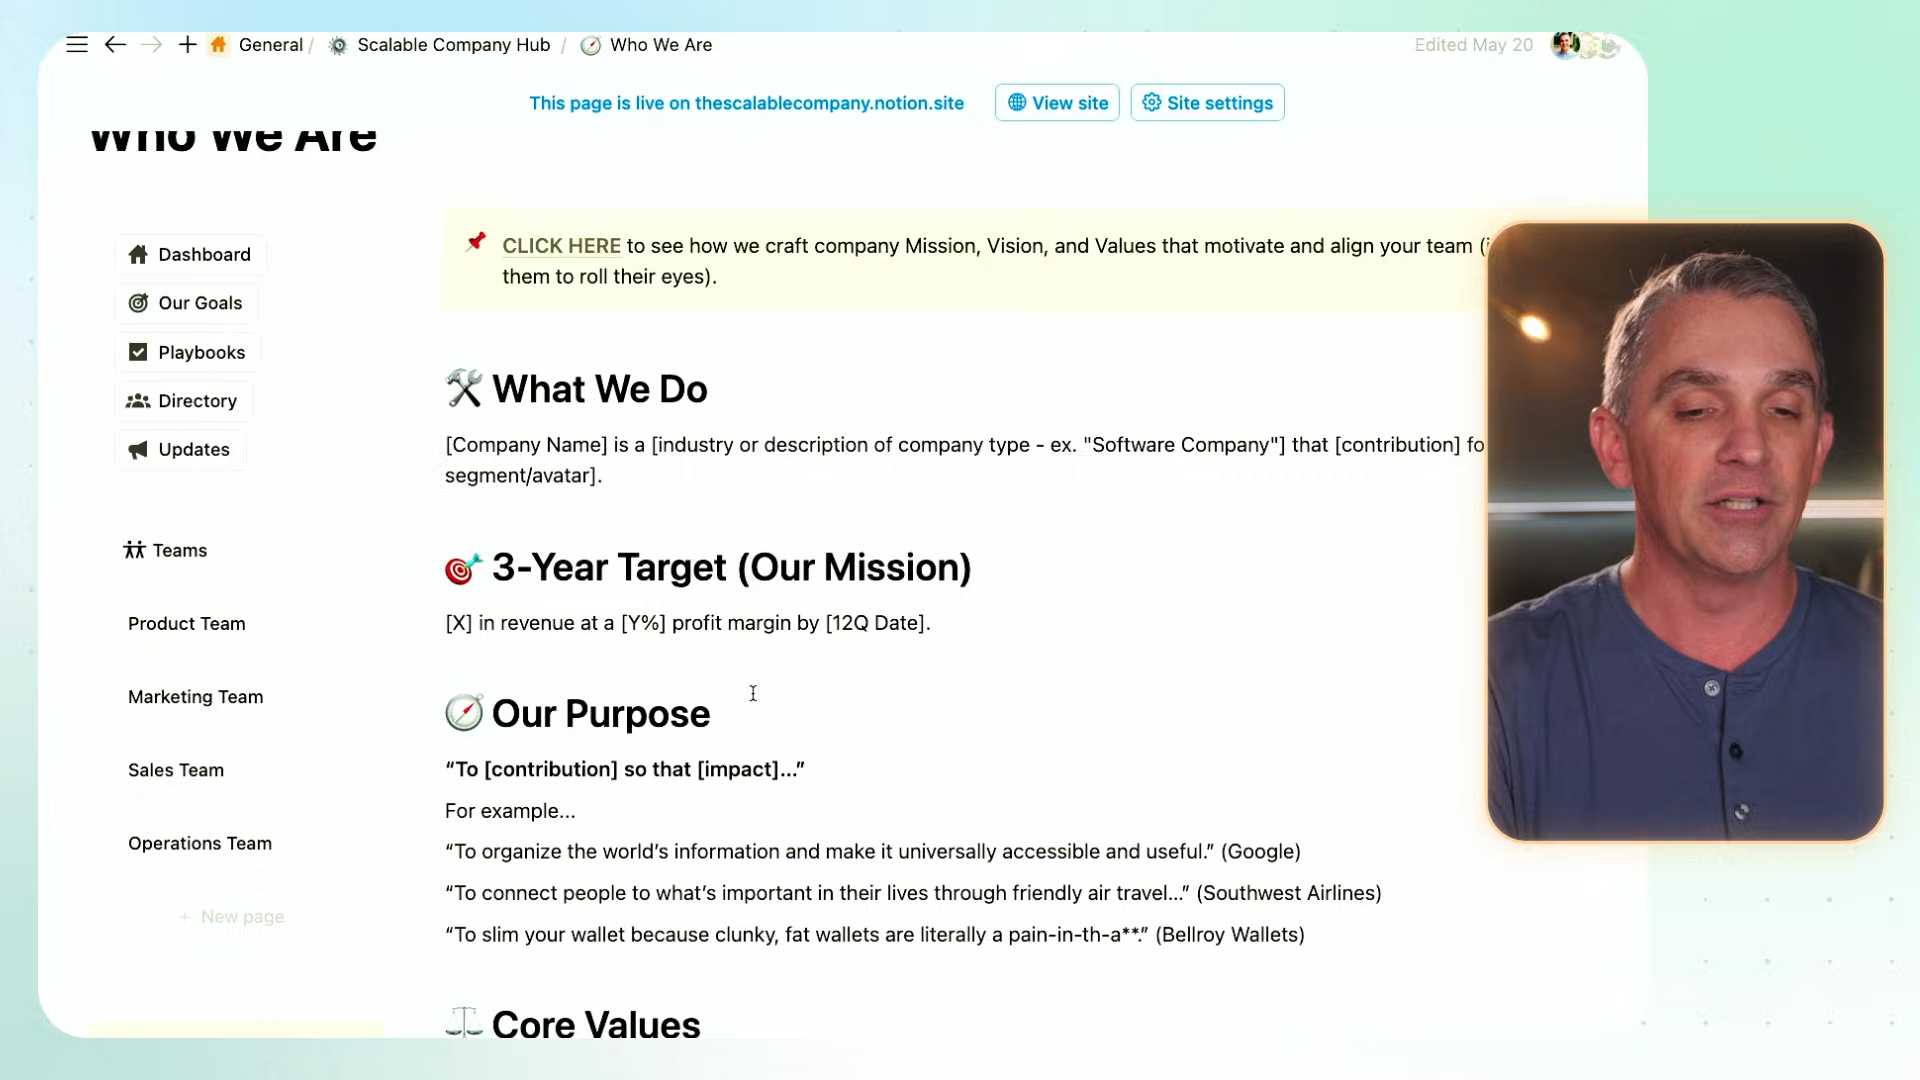 General / Scalable Company Hub / Who We Are
Edited May 20
This page is live on thescalablecompany.notion.site
View site
Site settings
Who We Are
Dashboard
Our Goals
Playbooks
Directory
Updates
Teams
Product Team
Marketing Team
Sales Team
Operations Team
+ New page
CLICK HERE to see how we craft company Mission, Vision, and Values that motivate and align your team (
them to roll their eyes).
What We Do
[Company Name] is a [industry or description of company type - ex. "Software Company"] that [contribution] fo
segment/avatar].
3-Year Target (Our Mission)
[X] in revenue at a [Y%] profit margin by [12Q Date].
Our Purpose
“To [contribution] so that [impact]...”
For example...
“To organize the world’s information and make it universally accessible and useful.” (Google)
“To connect people to what’s important in their lives through friendly air travel...” (Southwest Airlines)
“To slim your wallet because clunky, fat wallets are literally a pain-in-th-a**.” (Bellroy Wallets)
Core Values